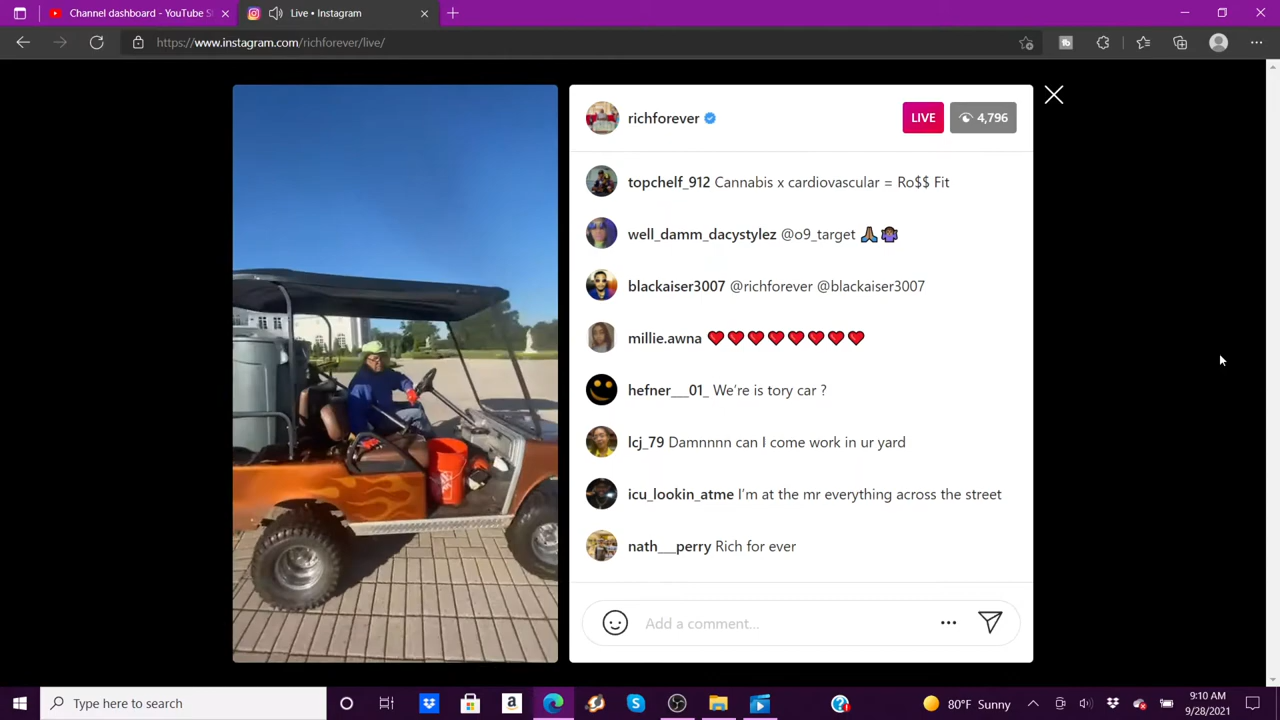 Channel dashboard - YouTube S
Live • Instagram
https://www.instagram.com/richforever/live/
richforever
LIVE
4,796
topchelf_912 Cannabis x cardiovascular = Ro$$ Fit
well_damm_dacystylez @o9_target 🙏🏾🤷🏾‍♀️
blackaiser3007 @richforever @blackaiser3007
millie.awna ❤️❤️❤️❤️❤️❤️❤️❤️
hefner___01_ We're is tory car ?
lcj_79 Damnnnn can I come work in ur yard
icu_lookin_atme I'm at the mr everything across the street
nath___perry Rich for ever
Add a comment...
Type here to search
80°F Sunny
9:10 AM
9/28/2021